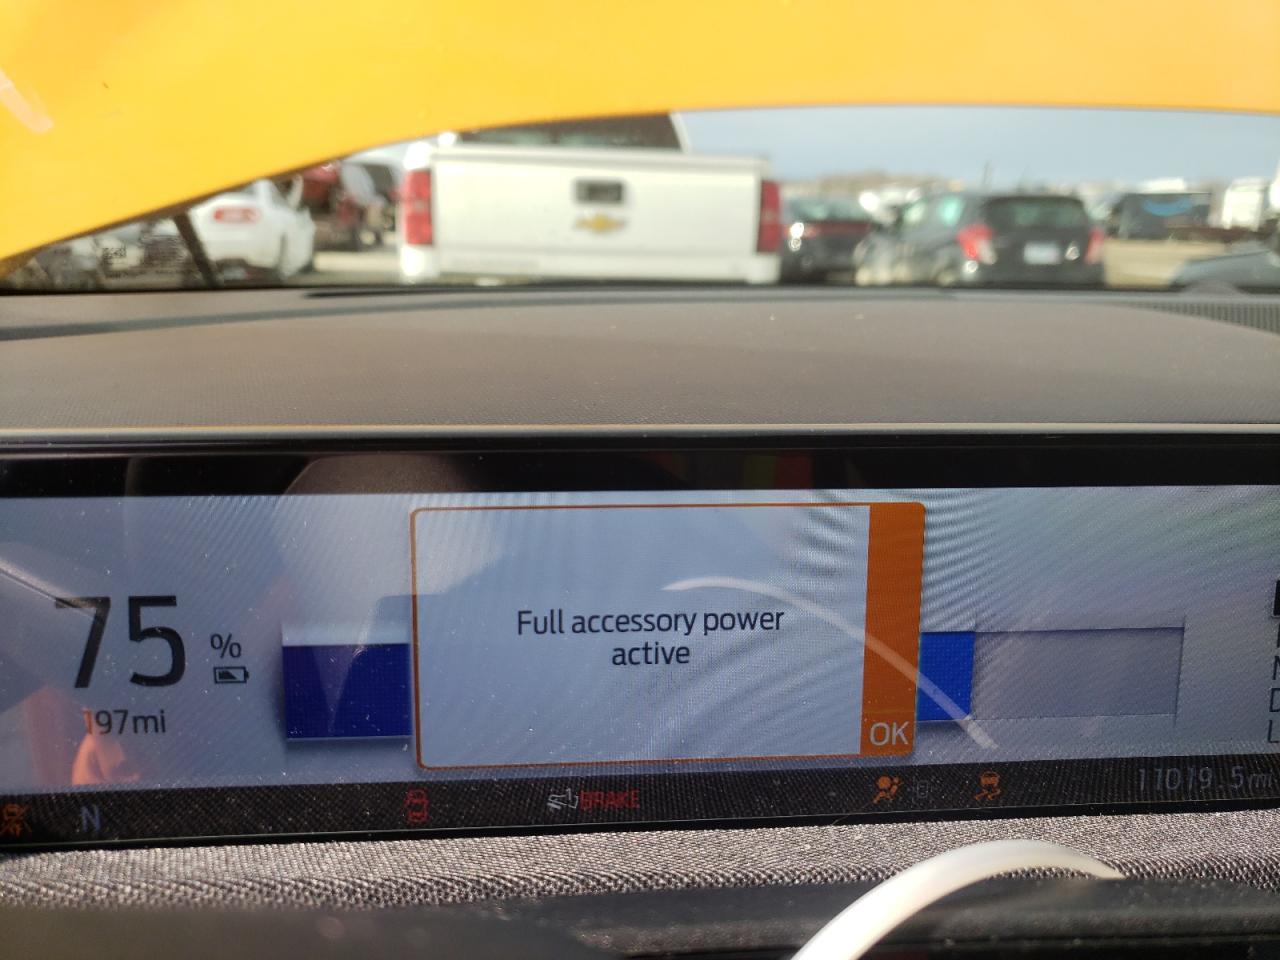 75
%
197mi
Full accessory power
active
OK
N
BRAKE
11019.5mi
N
D
L